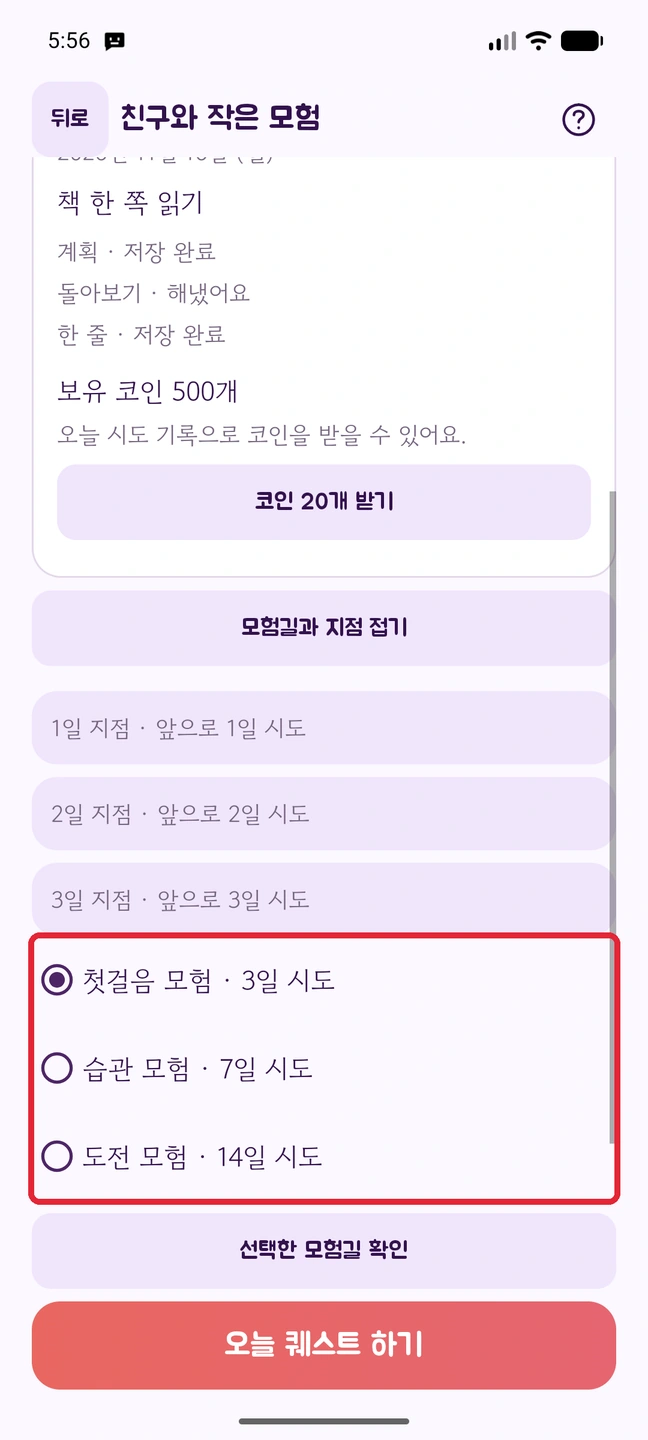 5:56
뒤로
친구와 작은 모험
책 한 쪽 읽기
계획 · 저장 완료
돌아보기 · 해냈어요
한 줄 · 저장 완료
보유 코인 500개
오늘 시도 기록으로 코인을 받을 수 있어요.
코인 20개 받기
모험길과 지점 접기
1일 지점 · 앞으로 1일 시도
2일 지점 · 앞으로 2일 시도
3일 지점 · 앞으로 3일 시도
첫걸음 모험 · 3일 시도
습관 모험 · 7일 시도
도전 모험 · 14일 시도
선택한 모험길 확인
오늘 퀘스트 하기